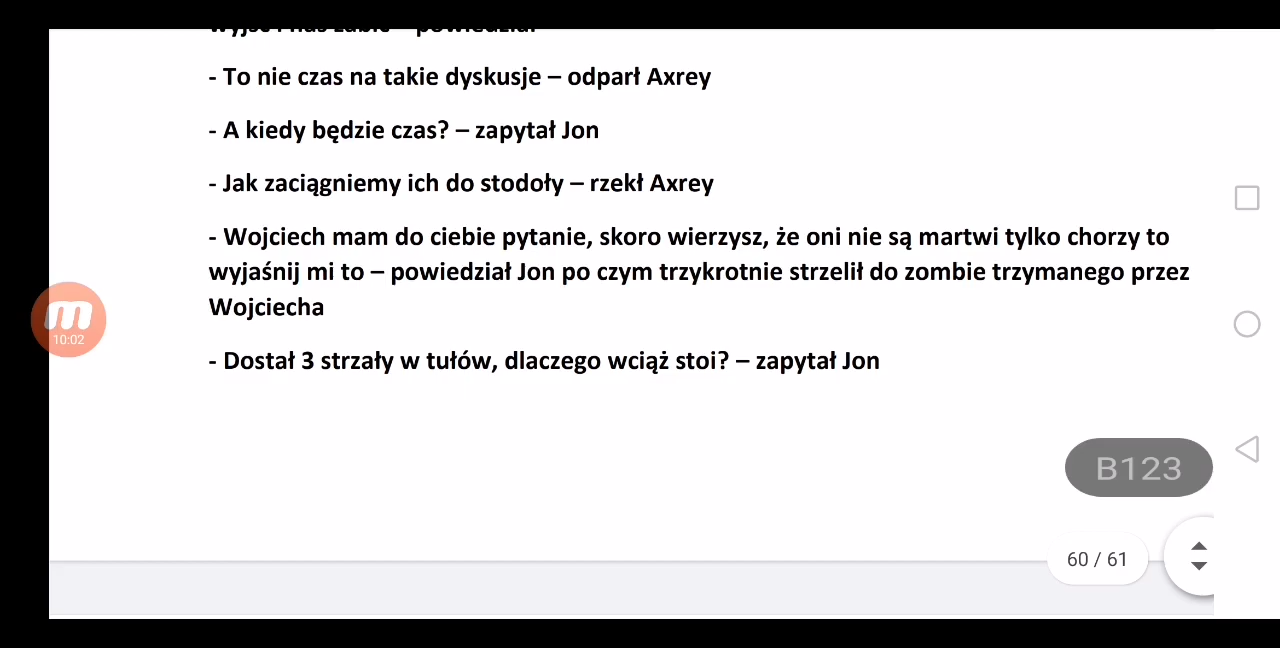 - To nie czas na takie dyskusje – odparł Axrey
- A kiedy będzie czas? – zapytał Jon
- Jak zaciągniemy ich do stodoły – rzekł Axrey
- Wojciech mam do ciebie pytanie, skoro wierzysz, że oni nie są martwi tylko chorzy to
wyjaśnij mi to – powiedział Jon po czym trzykrotnie strzelił do zombie trzymanego przez
Wojciecha
m
10:02
- Dostał 3 strzały w tułów, dlaczego wciąż stoi? – zapytał Jon
B123
60 / 61